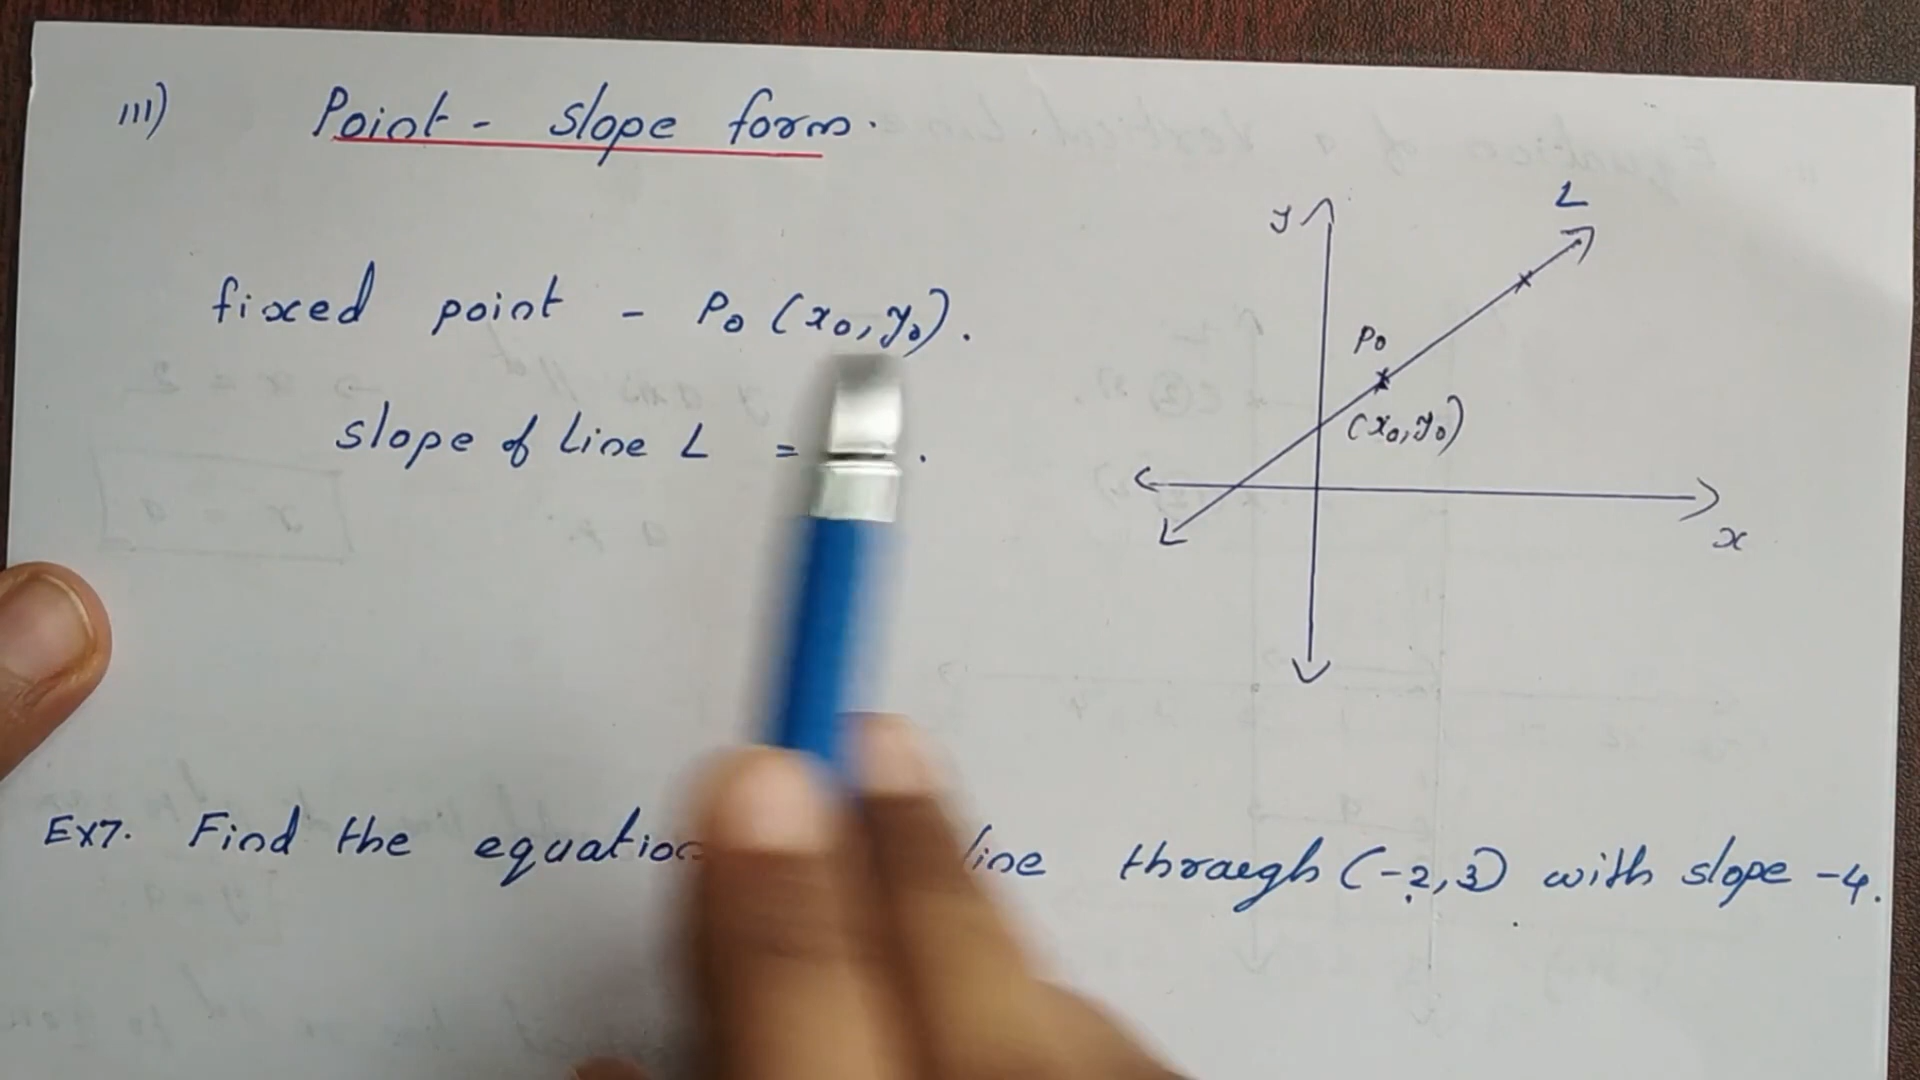 III) Point - slope form.
fixed point - P₀ (x₀, y₀).
slope of line L = .
y
L
P₀
(x₀, y₀)
x
Ex7. Find the equation line through (-2, 3) with slope -4.